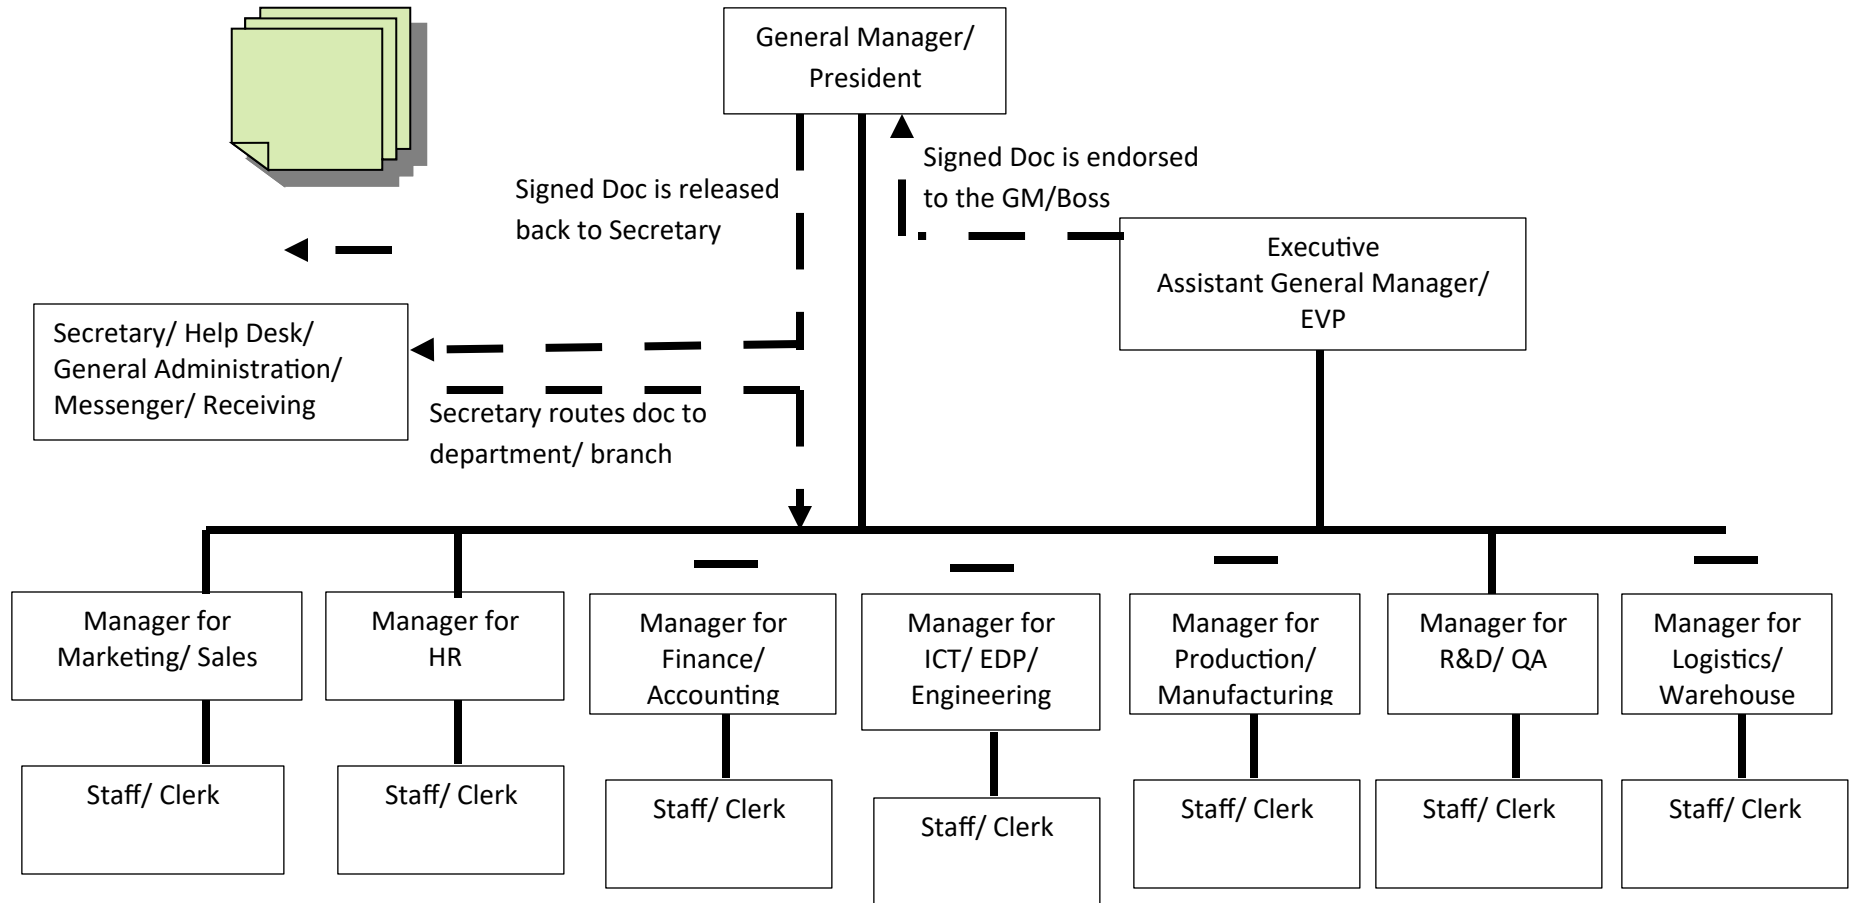 General Manager/
President
Signed Doc is endorsed
to the GM/Boss
Signed Doc is released
back to Secretary
Executive
Assistant General Manager/
EVP
Secretary/ Help Desk/
General Administration/
Messenger/ Receiving
Secretary routes doc to
department/ branch
Manager for
Marketing/ Sales
Manager for
HR
Manager for
Finance/
Accounting
Manager for
ICT/ EDP/
Engineering
Manager for
Production/
Manufacturing
Manager for
R&D/ QA
Manager for
Logistics/
Warehouse
Staff/ Clerk
Staff/ Clerk
Staff/ Clerk
Staff/ Clerk
Staff/ Clerk
Staff/ Clerk
Staff/ Clerk